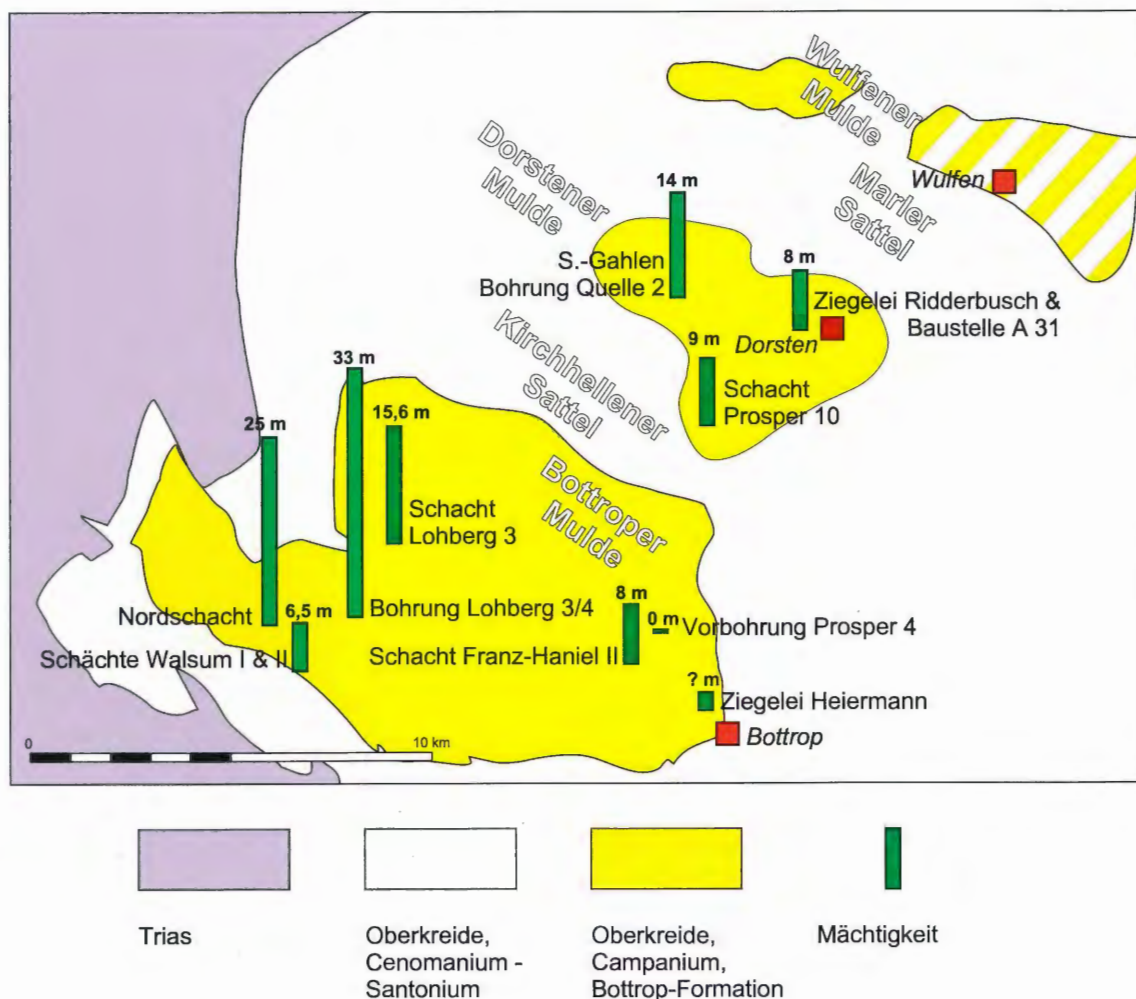 Wulfener
Mulde
Dorstener
Mulde
Marler
Sattel
Wulfen
14 m
S.-Gahlen
Bohrung Quelle 2
8 m
Ziegelei Ridderbusch &
Baustelle A 31
Dorsten
9 m
Schacht
Prosper 10
Kirchhellener
Sattel
33 m
15,6 m
25 m
Schacht
Lohberg 3
Bottroper
Mulde
Nordschacht
6,5 m
Bohrung Lohberg 3/4
8 m
0 m
Vorbohrung Prosper 4
Schächte Walsum I & II
Schacht Franz-Haniel II
? m
Ziegelei Heiermann
Bottrop
0
10 km
Trias
Oberkreide,
Cenomanium -
Santonium
Oberkreide,
Campanium,
Bottrop-Formation
Mächtigkeit